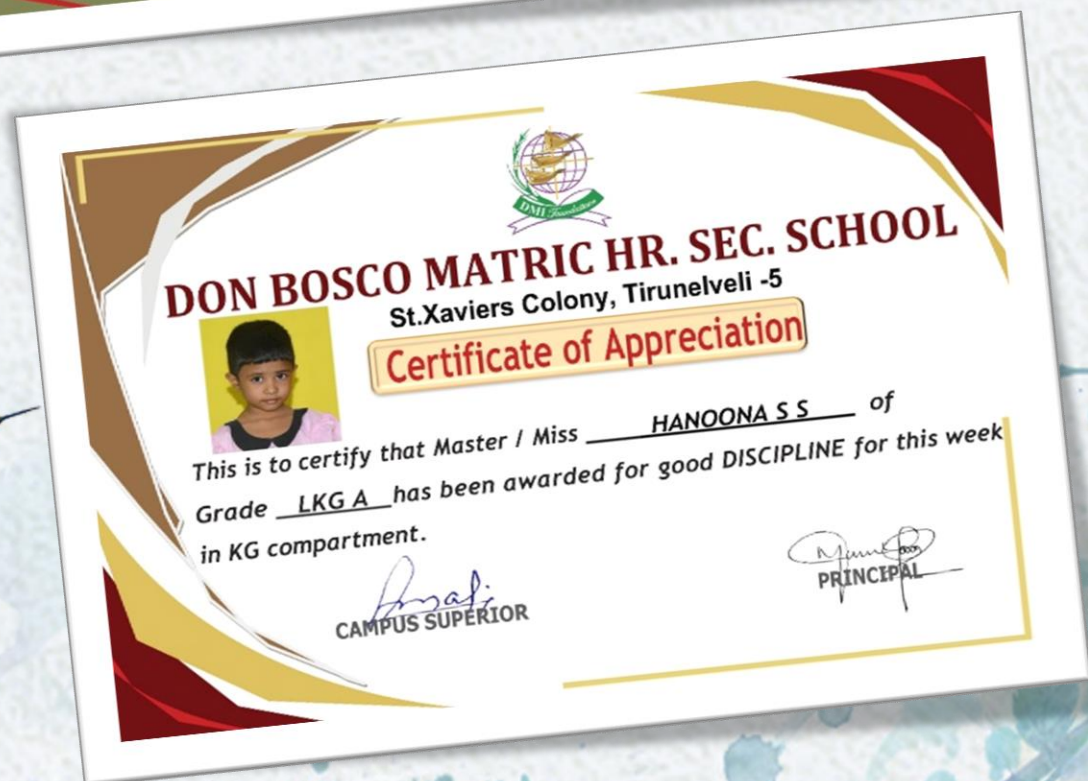 DMI Foundations
DON BOSCO MATRIC HR. SEC. SCHOOL
St.Xaviers Colony, Tirunelveli -5
Certificate of Appreciation
This is to certify that Master / Miss HANOONA S S of
Grade LKG A has been awarded for good DISCIPLINE for this week
in KG compartment.
CAMPUS SUPERIOR
PRINCIPAL